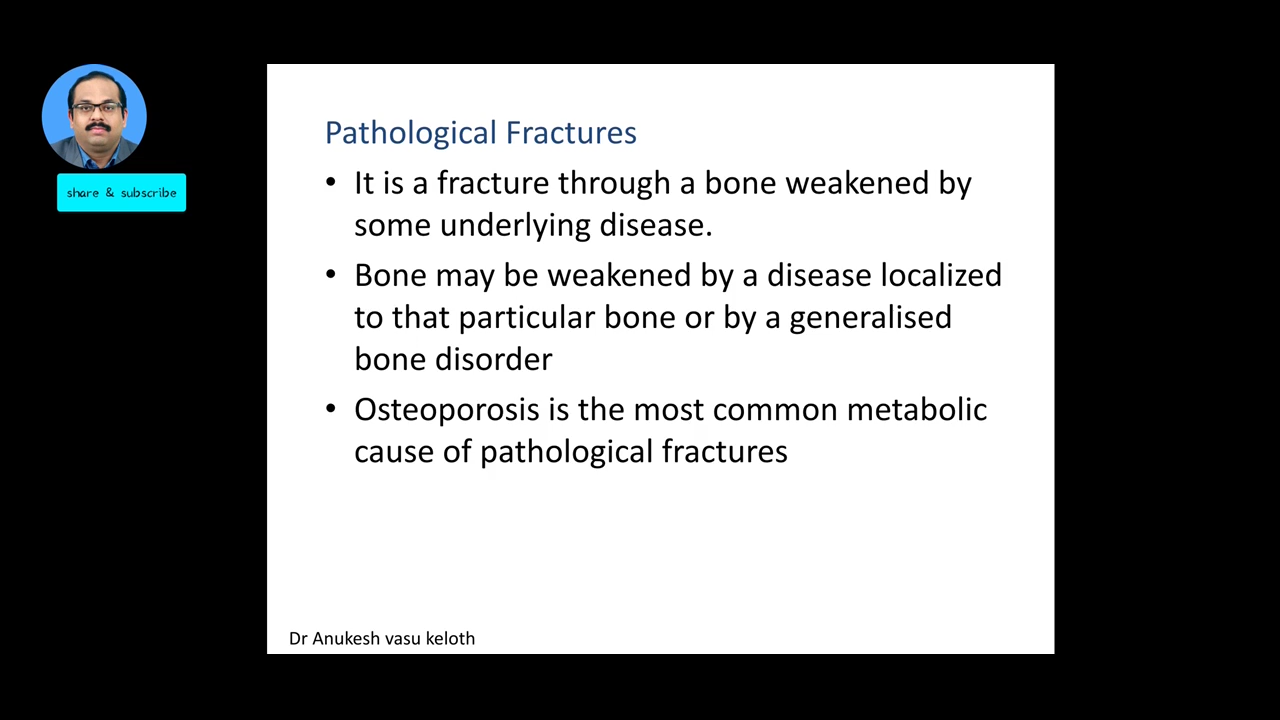 share & subscribe
Pathological Fractures
• It is a fracture through a bone weakened by
some underlying disease.
• Bone may be weakened by a disease localized
to that particular bone or by a generalised
bone disorder
• Osteoporosis is the most common metabolic
cause of pathological fractures
Dr Anukesh vasu keloth